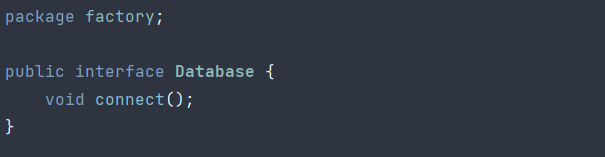 package factory;
public interface Database {
    void connect();
}